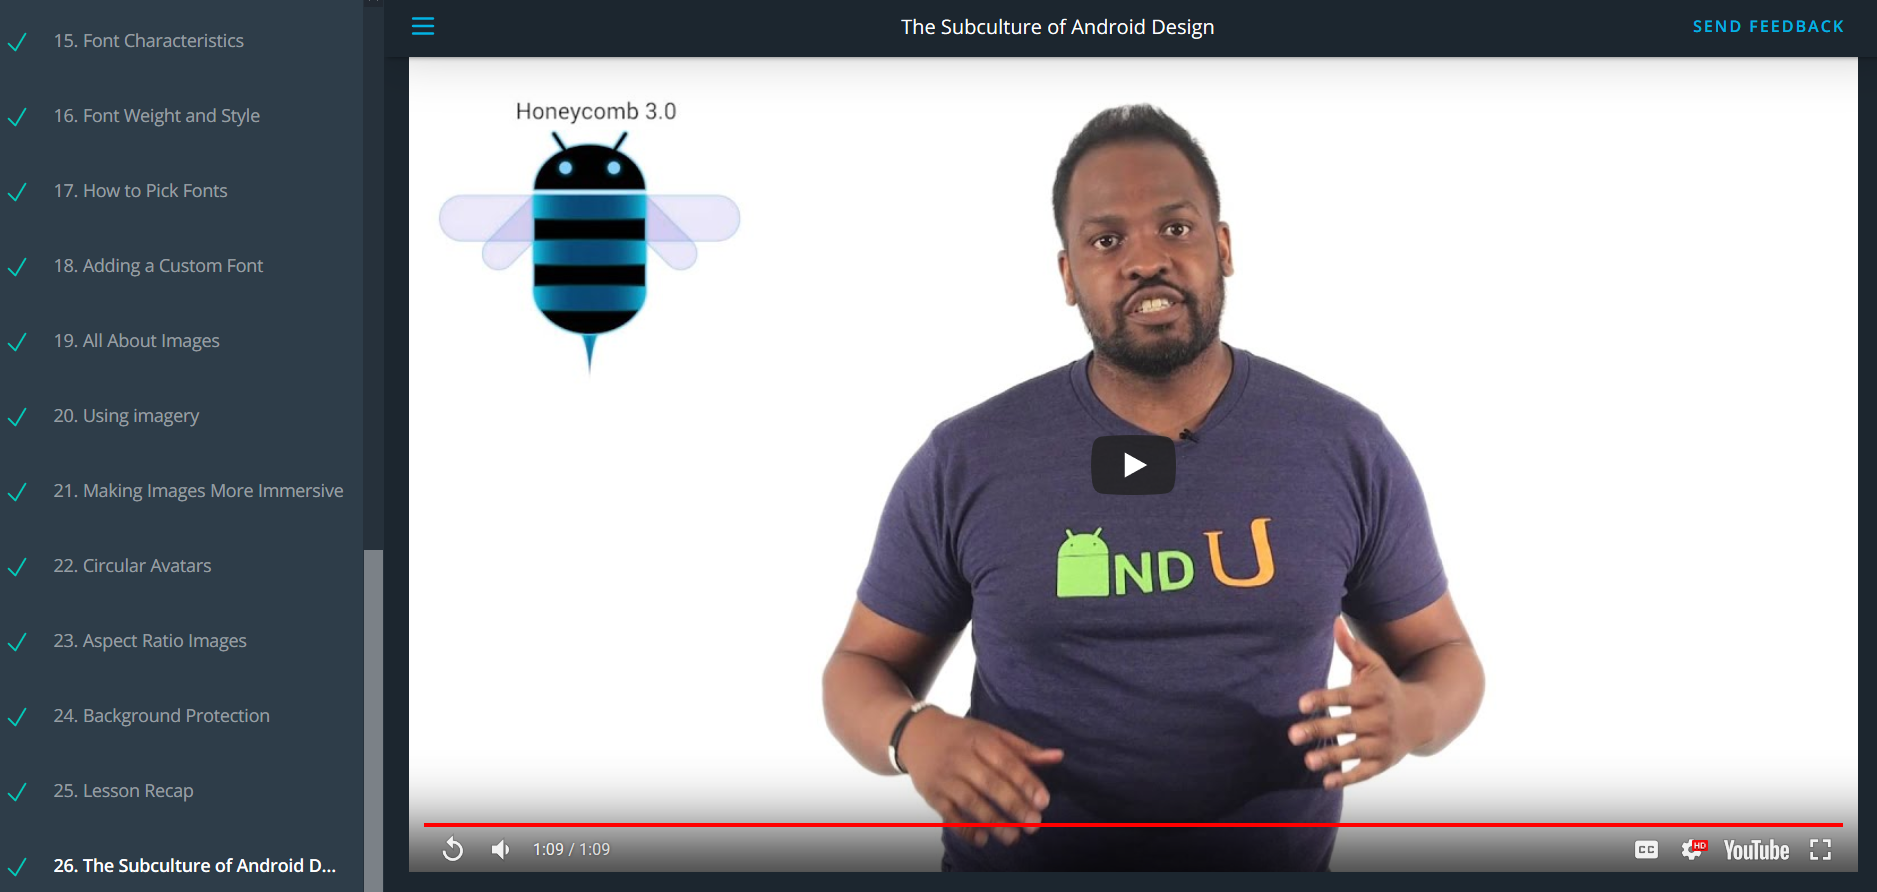 15. Font Characteristics
16. Font Weight and Style
17. How to Pick Fonts
18. Adding a Custom Font
19. All About Images
20. Using imagery
21. Making Images More Immersive
22. Circular Avatars
23. Aspect Ratio Images
24. Background Protection
25. Lesson Recap
26. The Subculture of Android D...
The Subculture of Android Design
SEND FEEDBACK
Honeycomb 3.0
AND U
1:09 / 1:09
CC
HD
YouTube